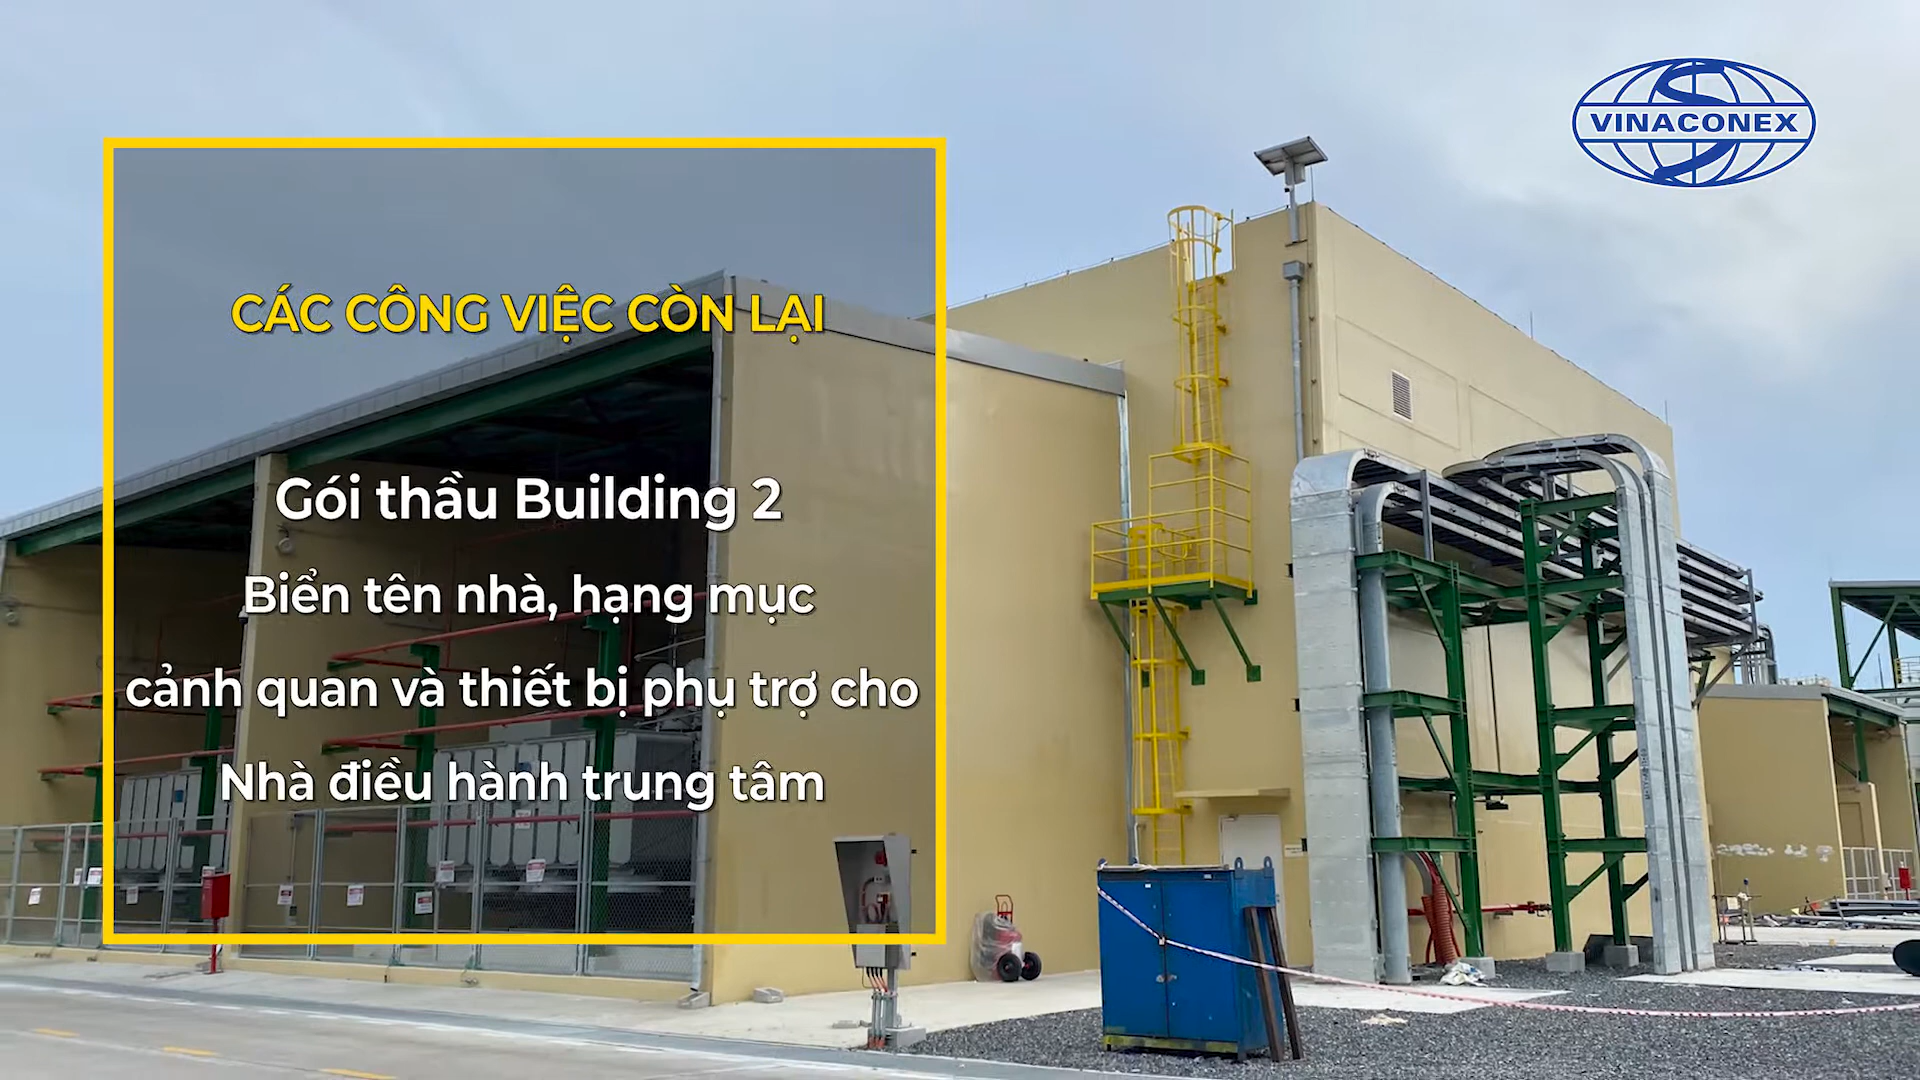 VINACONEX
CÁC CÔNG VIỆC CÒN LẠI
Gói thầu Building 2
Biển tên nhà, hạng mục
cảnh quan và thiết bị phụ trợ cho
Nhà điều hành trung tâm